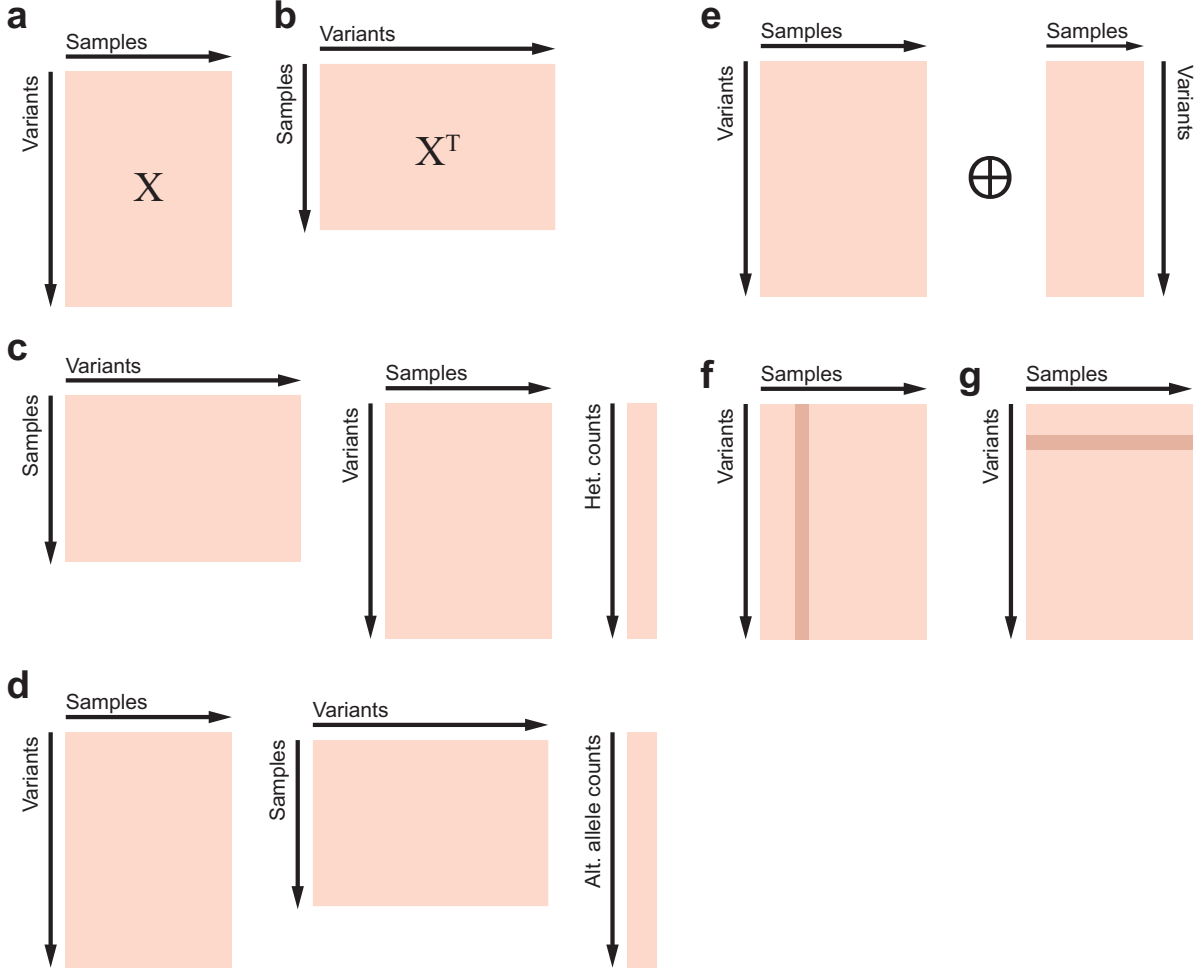 a
Samples
Variants
X
b
Variants
Samples
X^T
c
Variants
Samples
Samples
Variants
Het. counts
d
Samples
Variants
Variants
Samples
Alt. allele counts
e
Samples
Variants
⊕
Samples
Variants
f
Samples
Variants
g
Samples
Variants